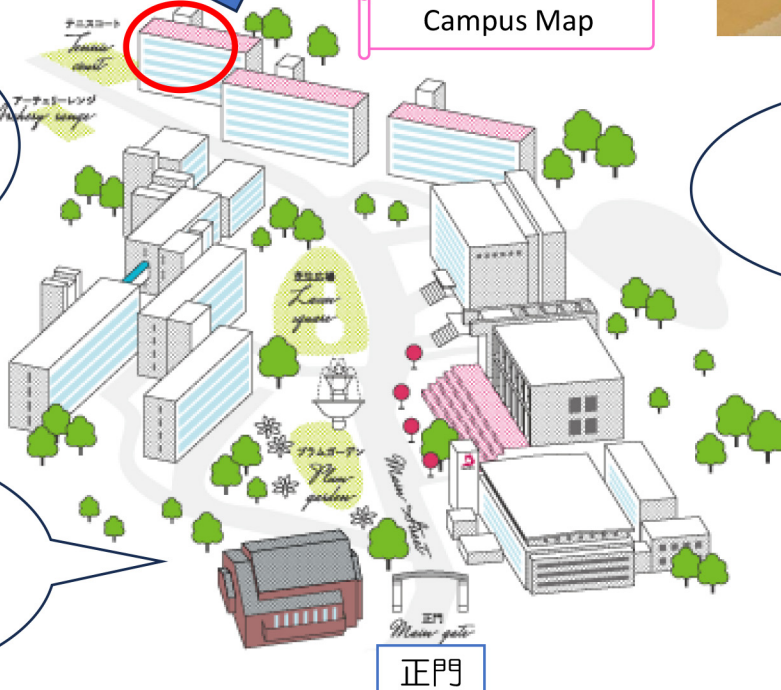 Campus Map
テニスコート
Tennis
court
アーチェリーレンジ
Archery range
芝生広場
Lawn
square
プラムガーデン
Plum
garden
Main Street
正門
Main gate
正門